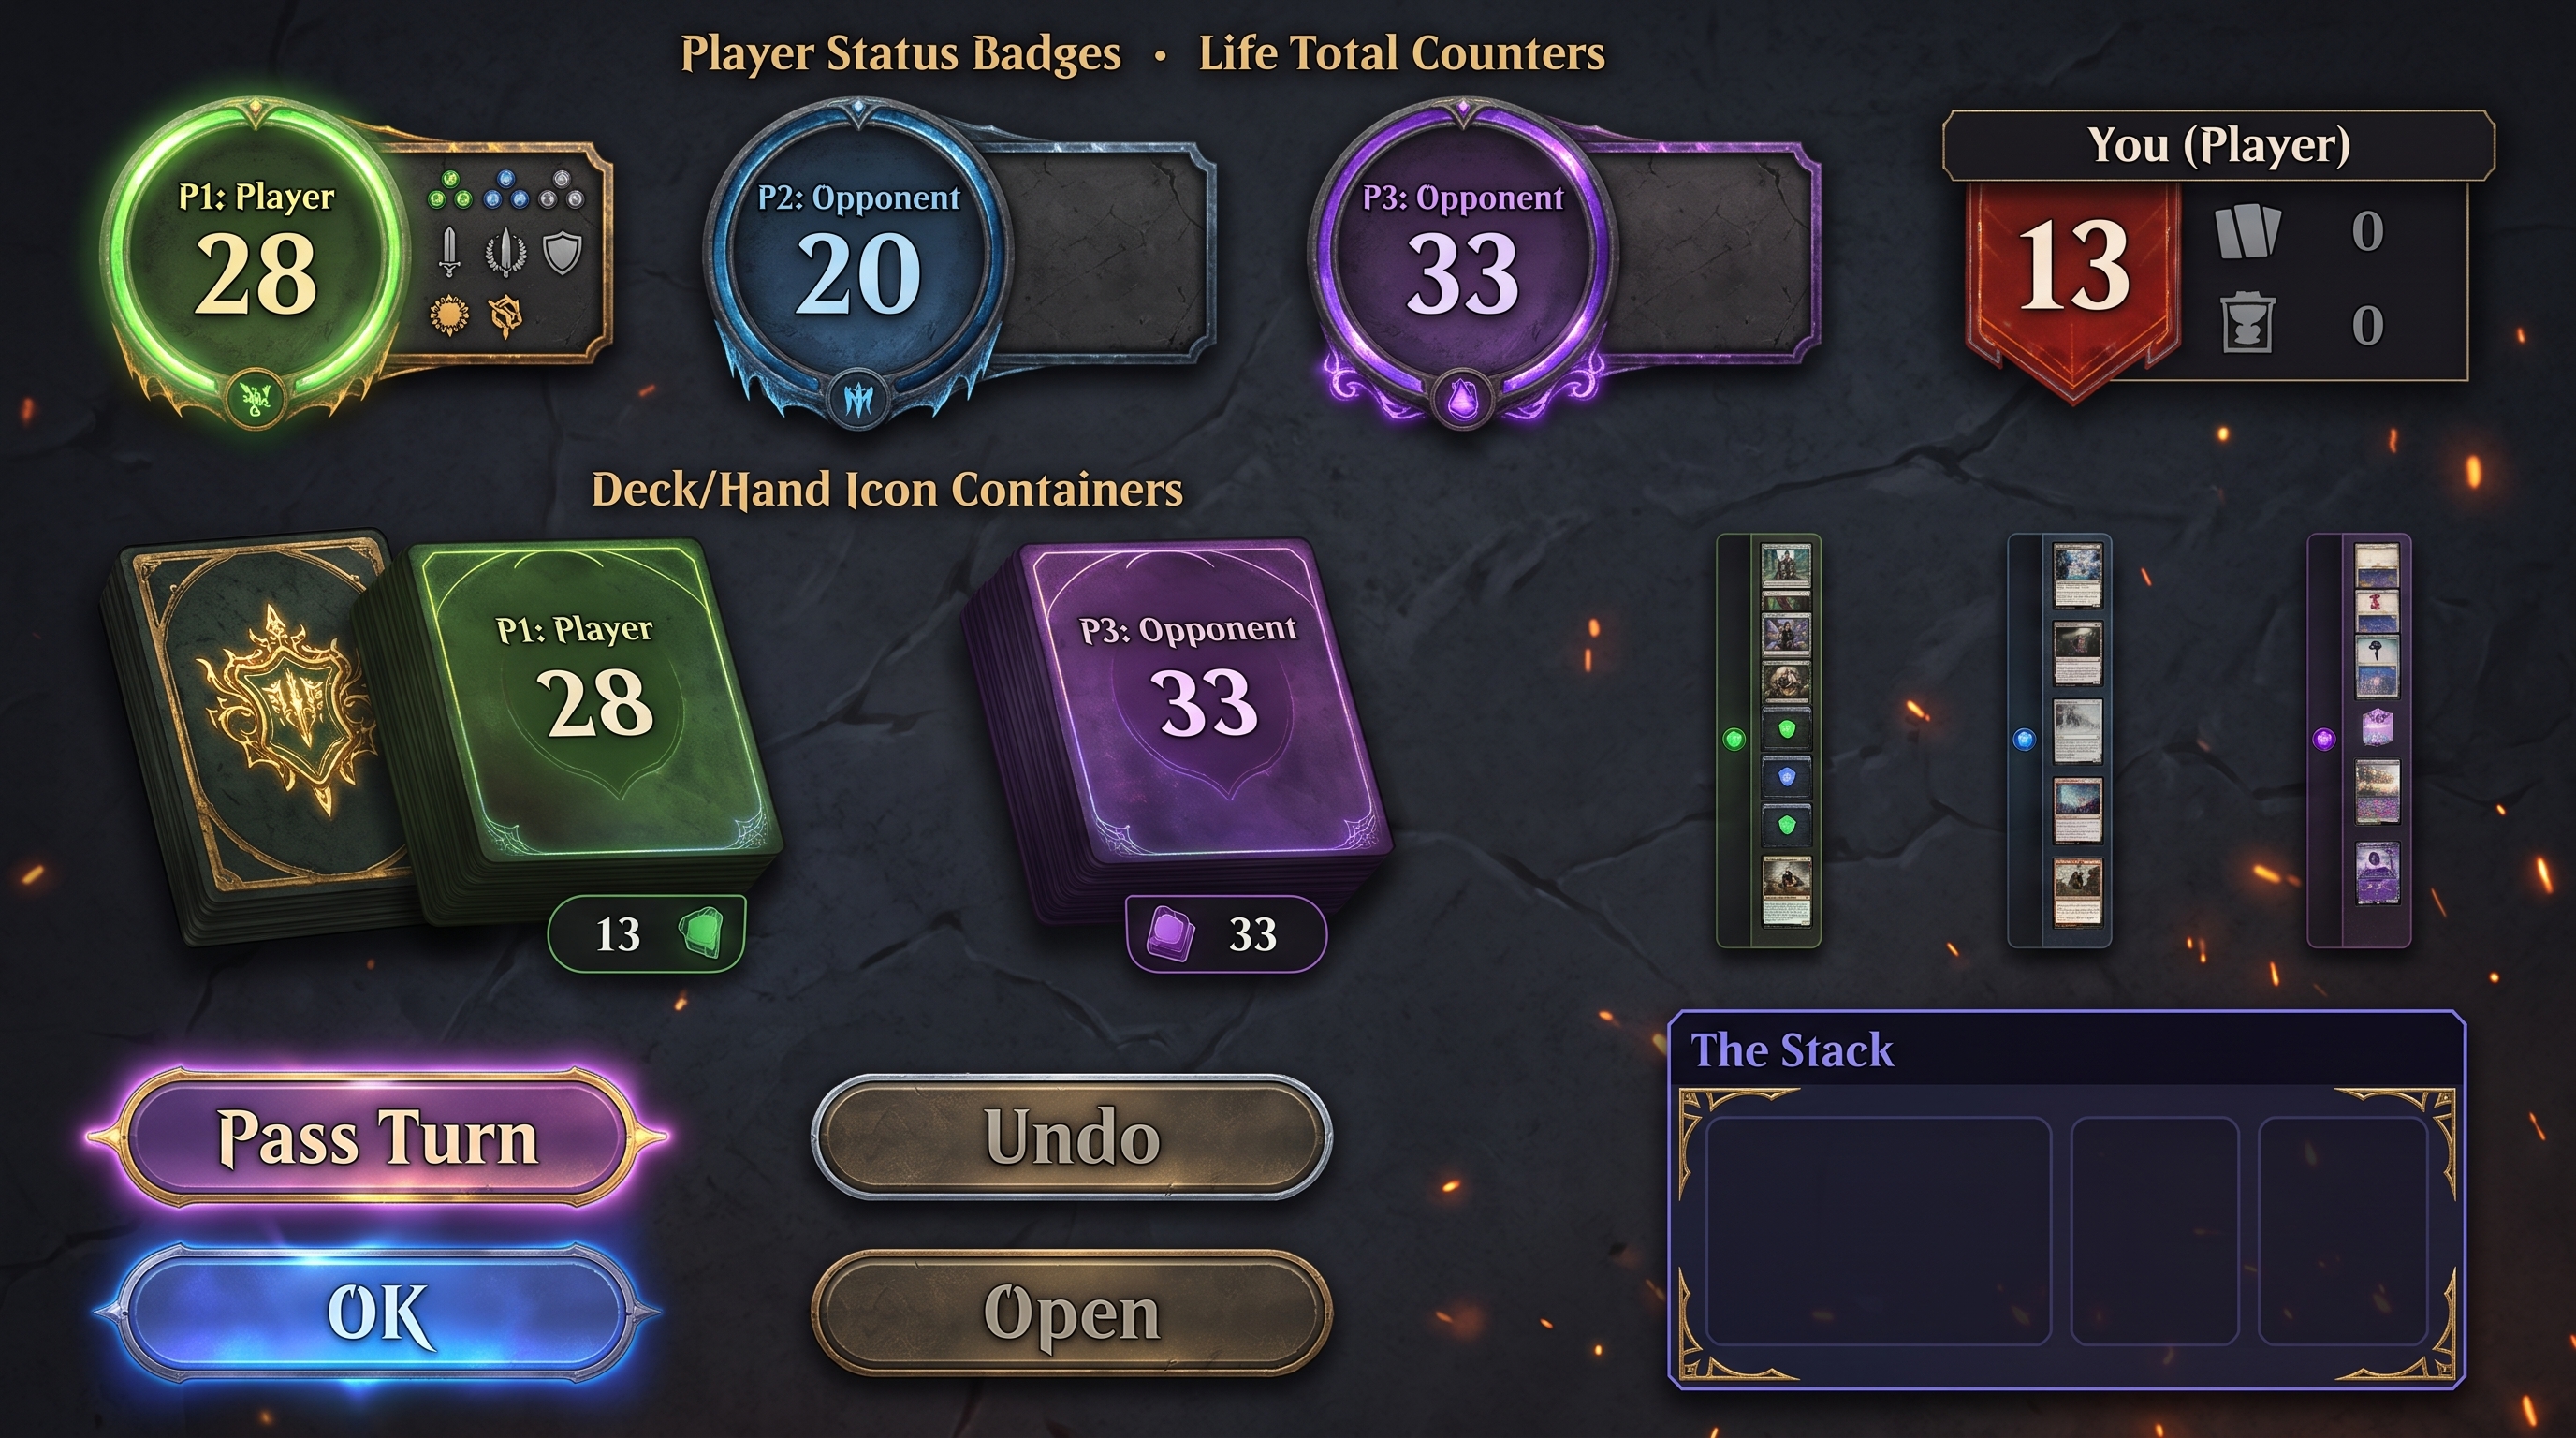 Player Status Badges • Life Total Counters
P1: Player
28
P2: Opponent
20
P3: Opponent
33
You (Player)
13
0
0
Deck/Hand Icon Containers
P1: Player
28
13
P3: Opponent
33
33
The Stack
Pass Turn
Undo
OK
Open